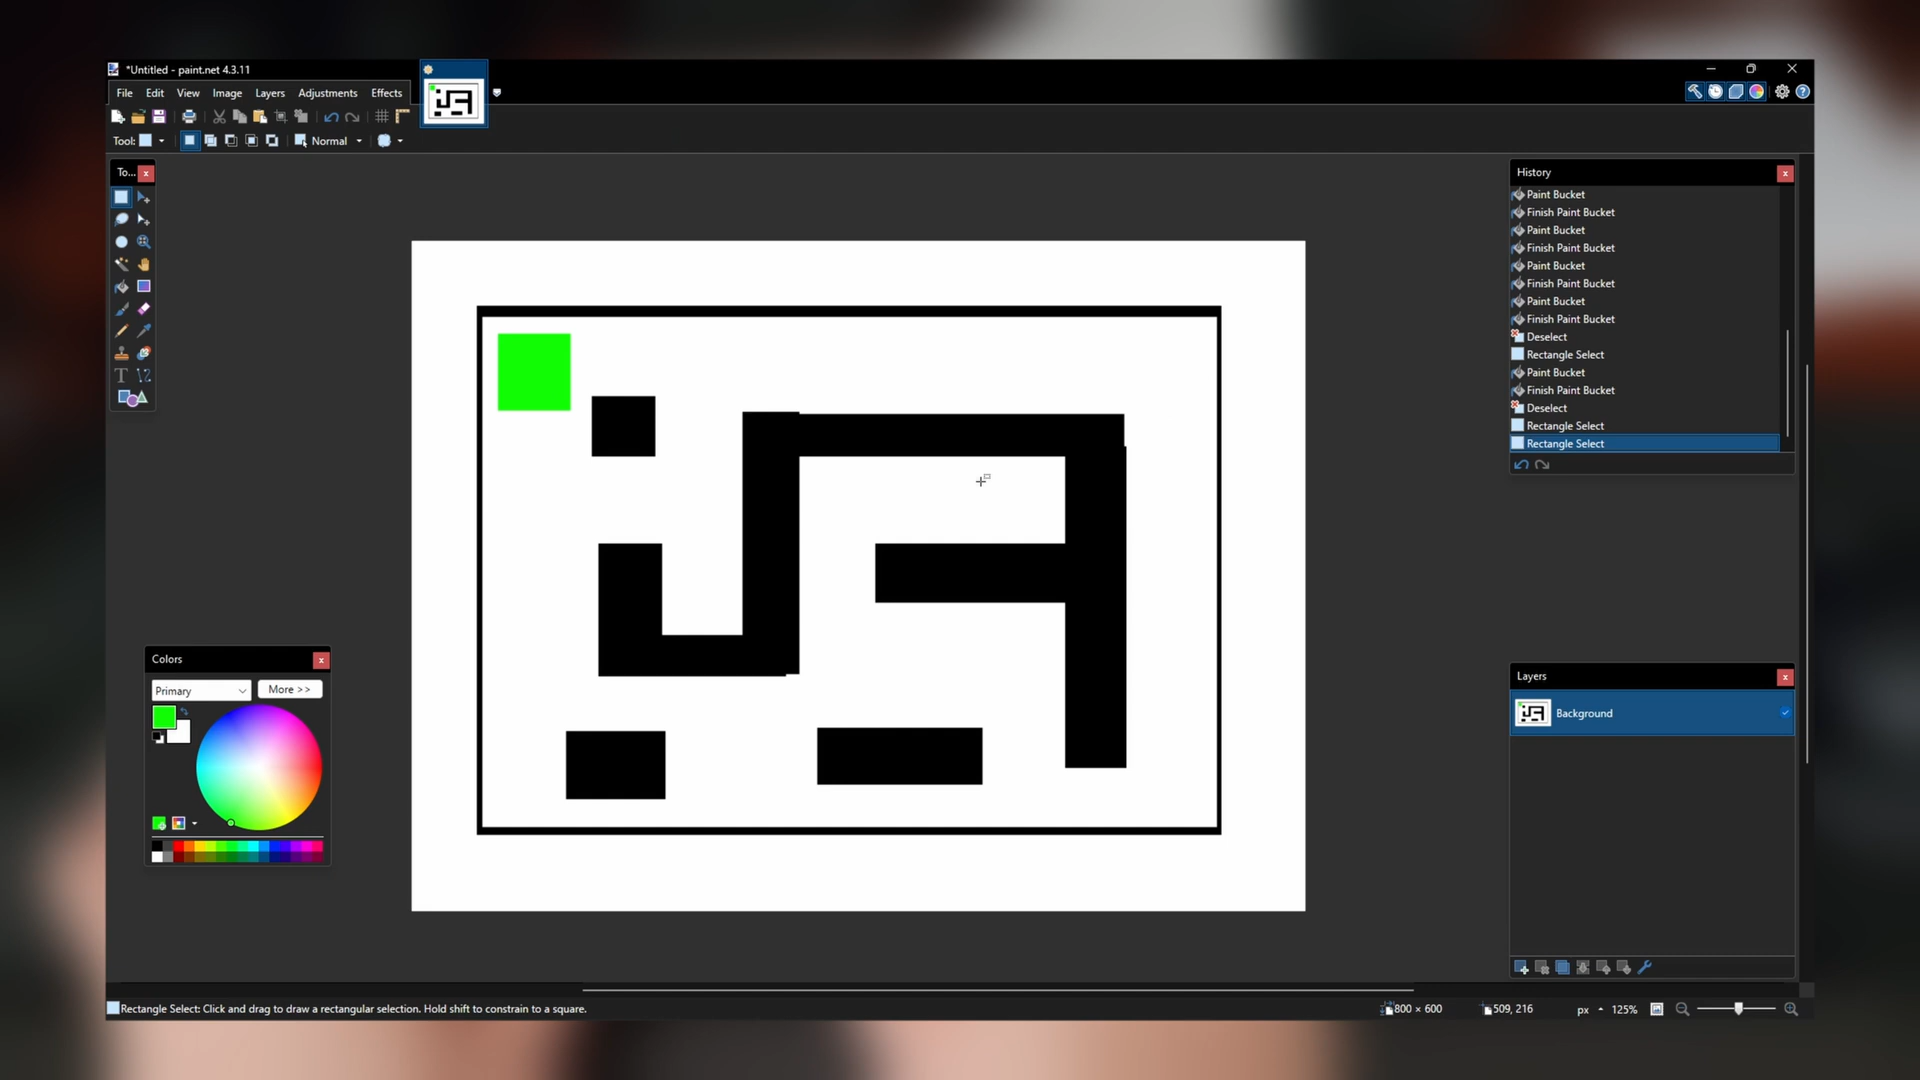 *Untitled - paint.net 4.3.11
File Edit View Image Layers Adjustments Effects
Tool: Normal
To...
History
Paint Bucket
Finish Paint Bucket
Paint Bucket
Finish Paint Bucket
Paint Bucket
Finish Paint Bucket
Paint Bucket
Finish Paint Bucket
Deselect
Rectangle Select
Paint Bucket
Finish Paint Bucket
Deselect
Rectangle Select
Rectangle Select
Colors
Primary More >>
Layers
Background
Rectangle Select: Click and drag to draw a rectangular selection. Hold shift to constrain to a square. 800 × 600 509, 216 px 125%